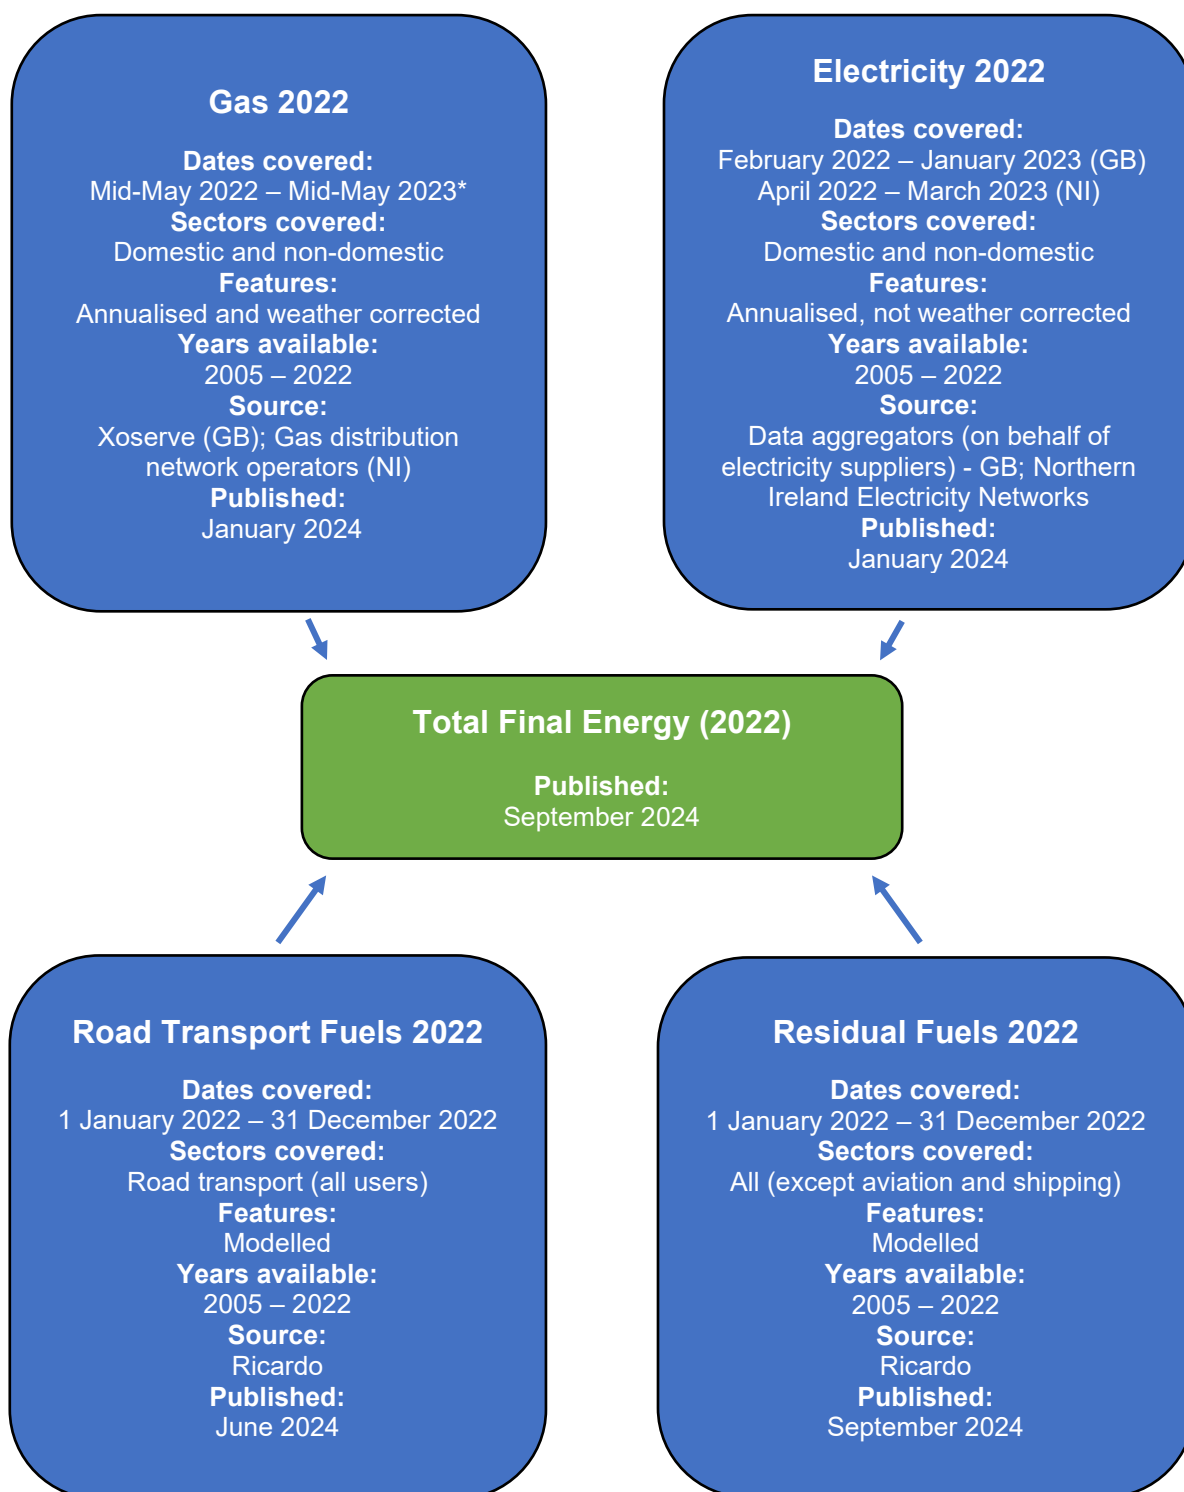 Gas 2022
Dates covered:
Mid-May 2022 – Mid-May 2023*
Sectors covered:
Domestic and non-domestic
Features:
Annualised and weather corrected
Years available:
2005 – 2022
Source:
Xoserve (GB); Gas distribution
network operators (NI)
Published:
January 2024
Electricity 2022
Dates covered:
February 2022 – January 2023 (GB)
April 2022 – March 2023 (NI)
Sectors covered:
Domestic and non-domestic
Features:
Annualised, not weather corrected
Years available:
2005 – 2022
Source:
Data aggregators (on behalf of
electricity suppliers) - GB; Northern
Ireland Electricity Networks
Published:
January 2024
Total Final Energy (2022)
Published:
September 2024
Road Transport Fuels 2022
Dates covered:
1 January 2022 – 31 December 2022
Sectors covered:
Road transport (all users)
Features:
Modelled
Years available:
2005 – 2022
Source:
Ricardo
Published:
June 2024
Residual Fuels 2022
Dates covered:
1 January 2022 – 31 December 2022
Sectors covered:
All (except aviation and shipping)
Features:
Modelled
Years available:
2005 – 2022
Source:
Ricardo
Published:
September 2024